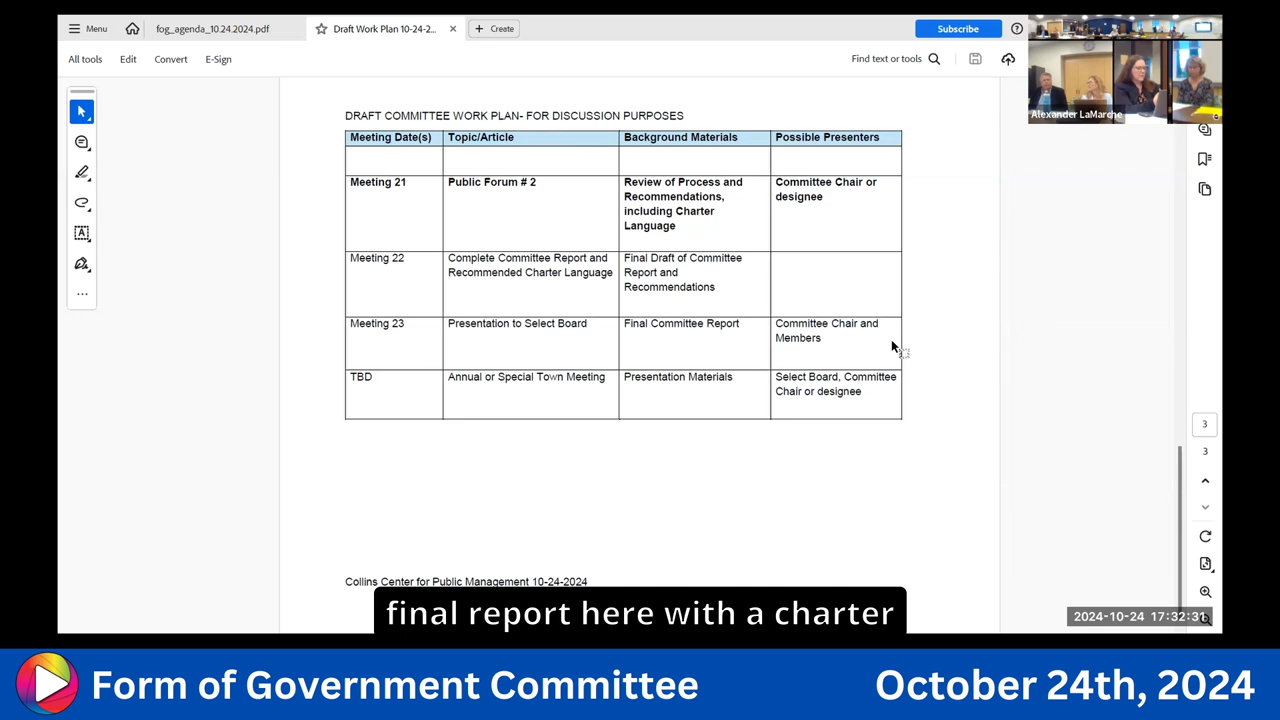 Menu
fog_agenda_10.24.2024.pdf
Draft Work Plan 10-24-2...
Create
Subscribe
All tools
Edit
Convert
E-Sign
Find text or tools
Alexander LaMarche
DRAFT COMMITTEE WORK PLAN- FOR DISCUSSION PURPOSES
Meeting Date(s) Topic/Article Background Materials Possible Presenters
Meeting 21 Public Forum # 2 Review of Process and Committee Chair or
Recommendations, designee
including Charter
Language
Meeting 22 Complete Committee Report and Final Draft of Committee
Recommended Charter Language Report and
Recommendations
Meeting 23 Presentation to Select Board Final Committee Report Committee Chair and
Members
TBD Annual or Special Town Meeting Presentation Materials Select Board, Committee
Chair or designee
3
3
Collins Center for Public Management 10-24-2024
final report here with a charter
2024-10-24 17:32:31
Form of Government Committee
October 24th, 2024